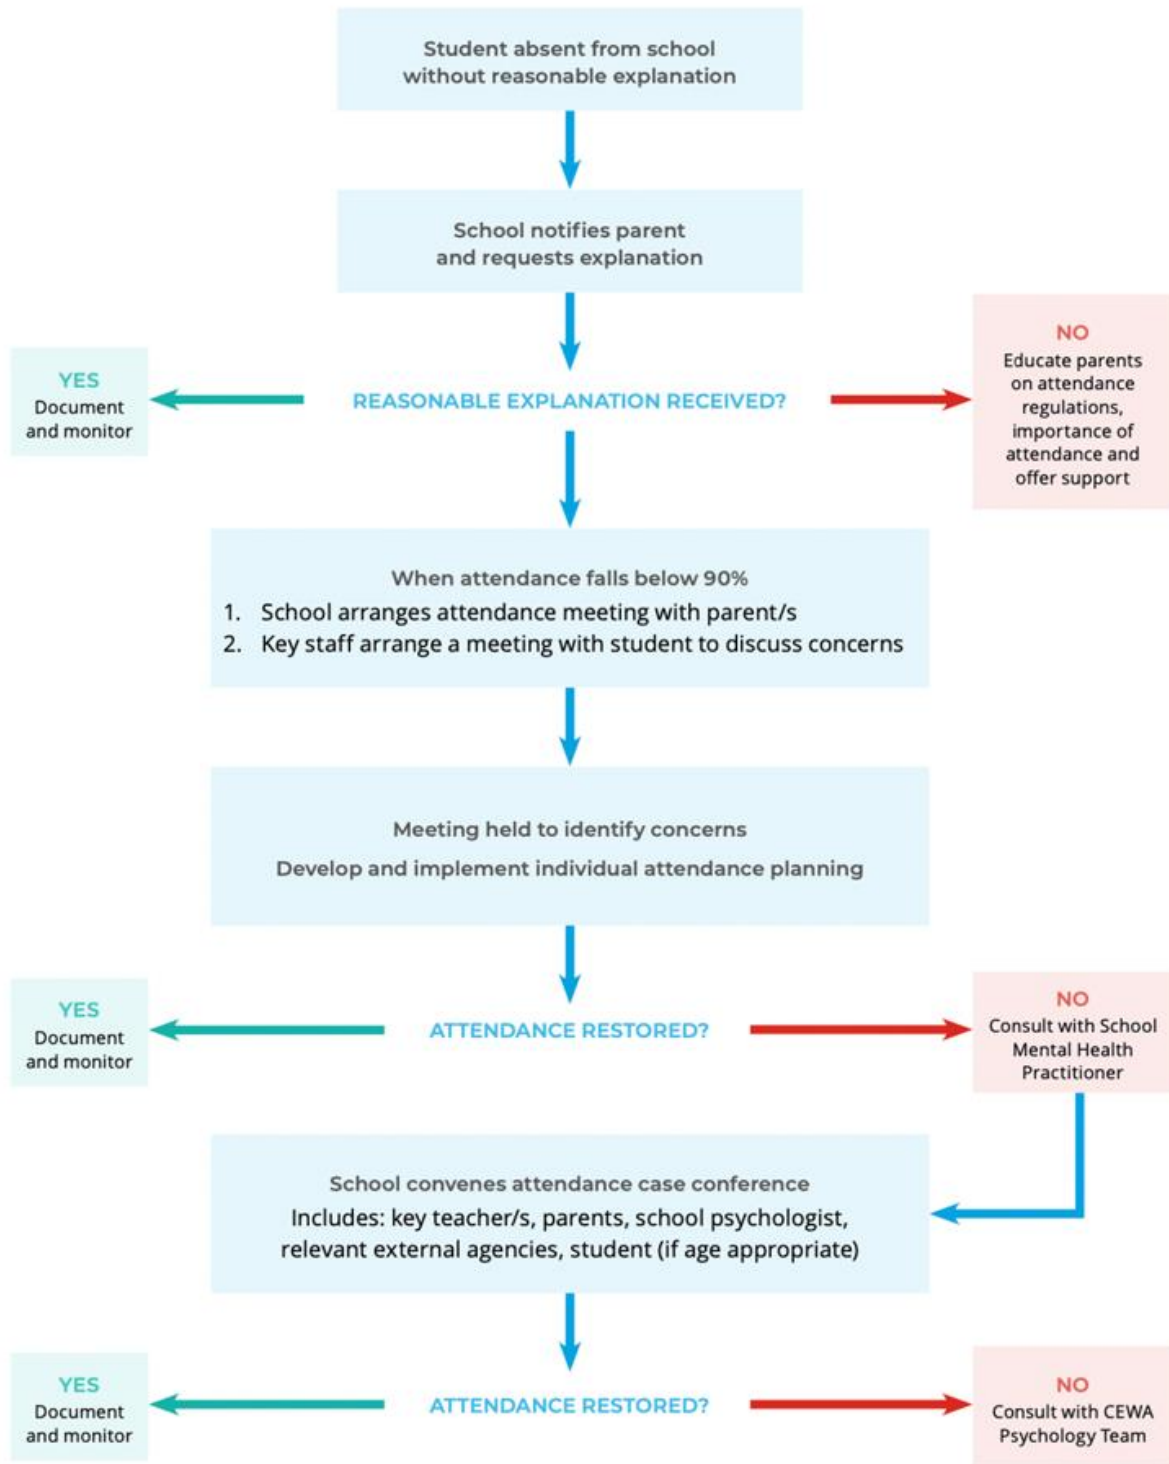 Student absent from school
without reasonable explanation
School notifies parent
and requests explanation
YES
Document
and monitor
REASONABLE EXPLANATION RECEIVED?
NO
Educate parents
on attendance
regulations,
importance of
attendance and
offer support
When attendance falls below 90%
1. School arranges attendance meeting with parent/s
2. Key staff arrange a meeting with student to discuss concerns
Meeting held to identify concerns
Develop and implement individual attendance planning
YES
Document
and monitor
ATTENDANCE RESTORED?
NO
Consult with School
Mental Health
Practitioner
School convenes attendance case conference
Includes: key teacher/s, parents, school psychologist,
relevant external agencies, student (if age appropriate)
YES
Document
and monitor
ATTENDANCE RESTORED?
NO
Consult with CEWA
Psychology Team